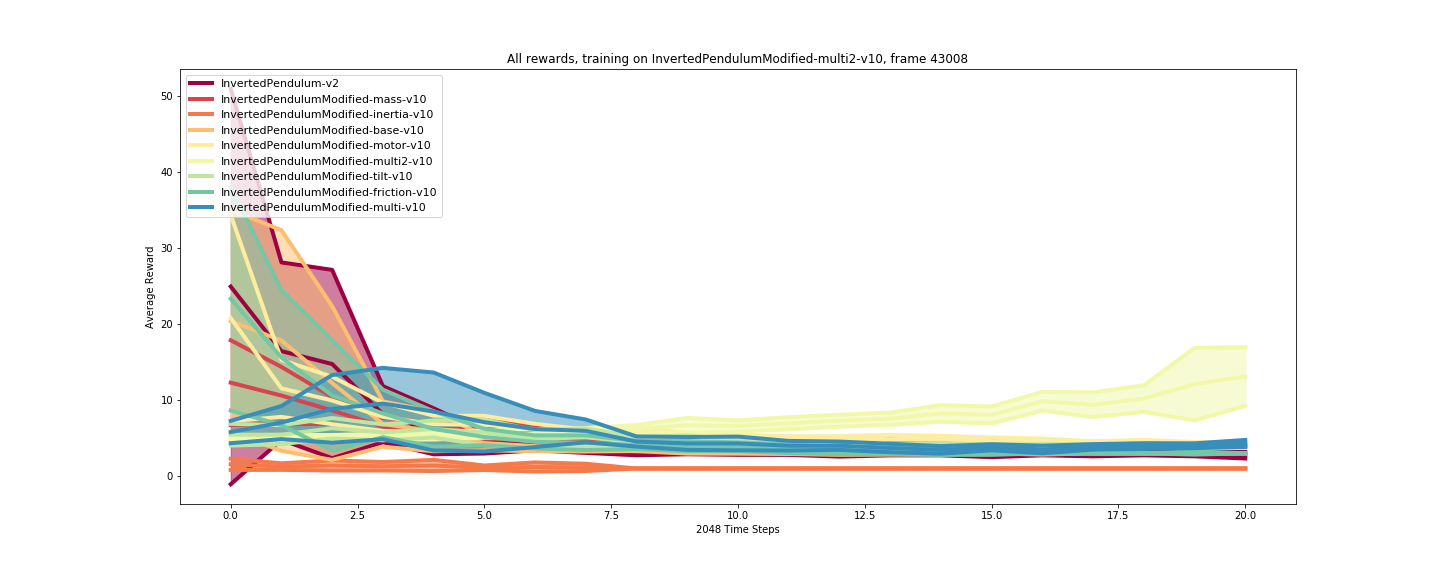 All rewards, training on InvertedPendulumModified-multi2-v10, frame 43008
InvertedPendulum-v2
InvertedPendulumModified-mass-v10
InvertedPendulumModified-inertia-v10
InvertedPendulumModified-base-v10
InvertedPendulumModified-motor-v10
InvertedPendulumModified-multi2-v10
InvertedPendulumModified-tilt-v10
InvertedPendulumModified-friction-v10
InvertedPendulumModified-multi-v10
50
40
30
20
10
0
Average Reward
0.0 2.5 5.0 7.5 10.0 12.5 15.0 17.5 20.0
2048 Time Steps